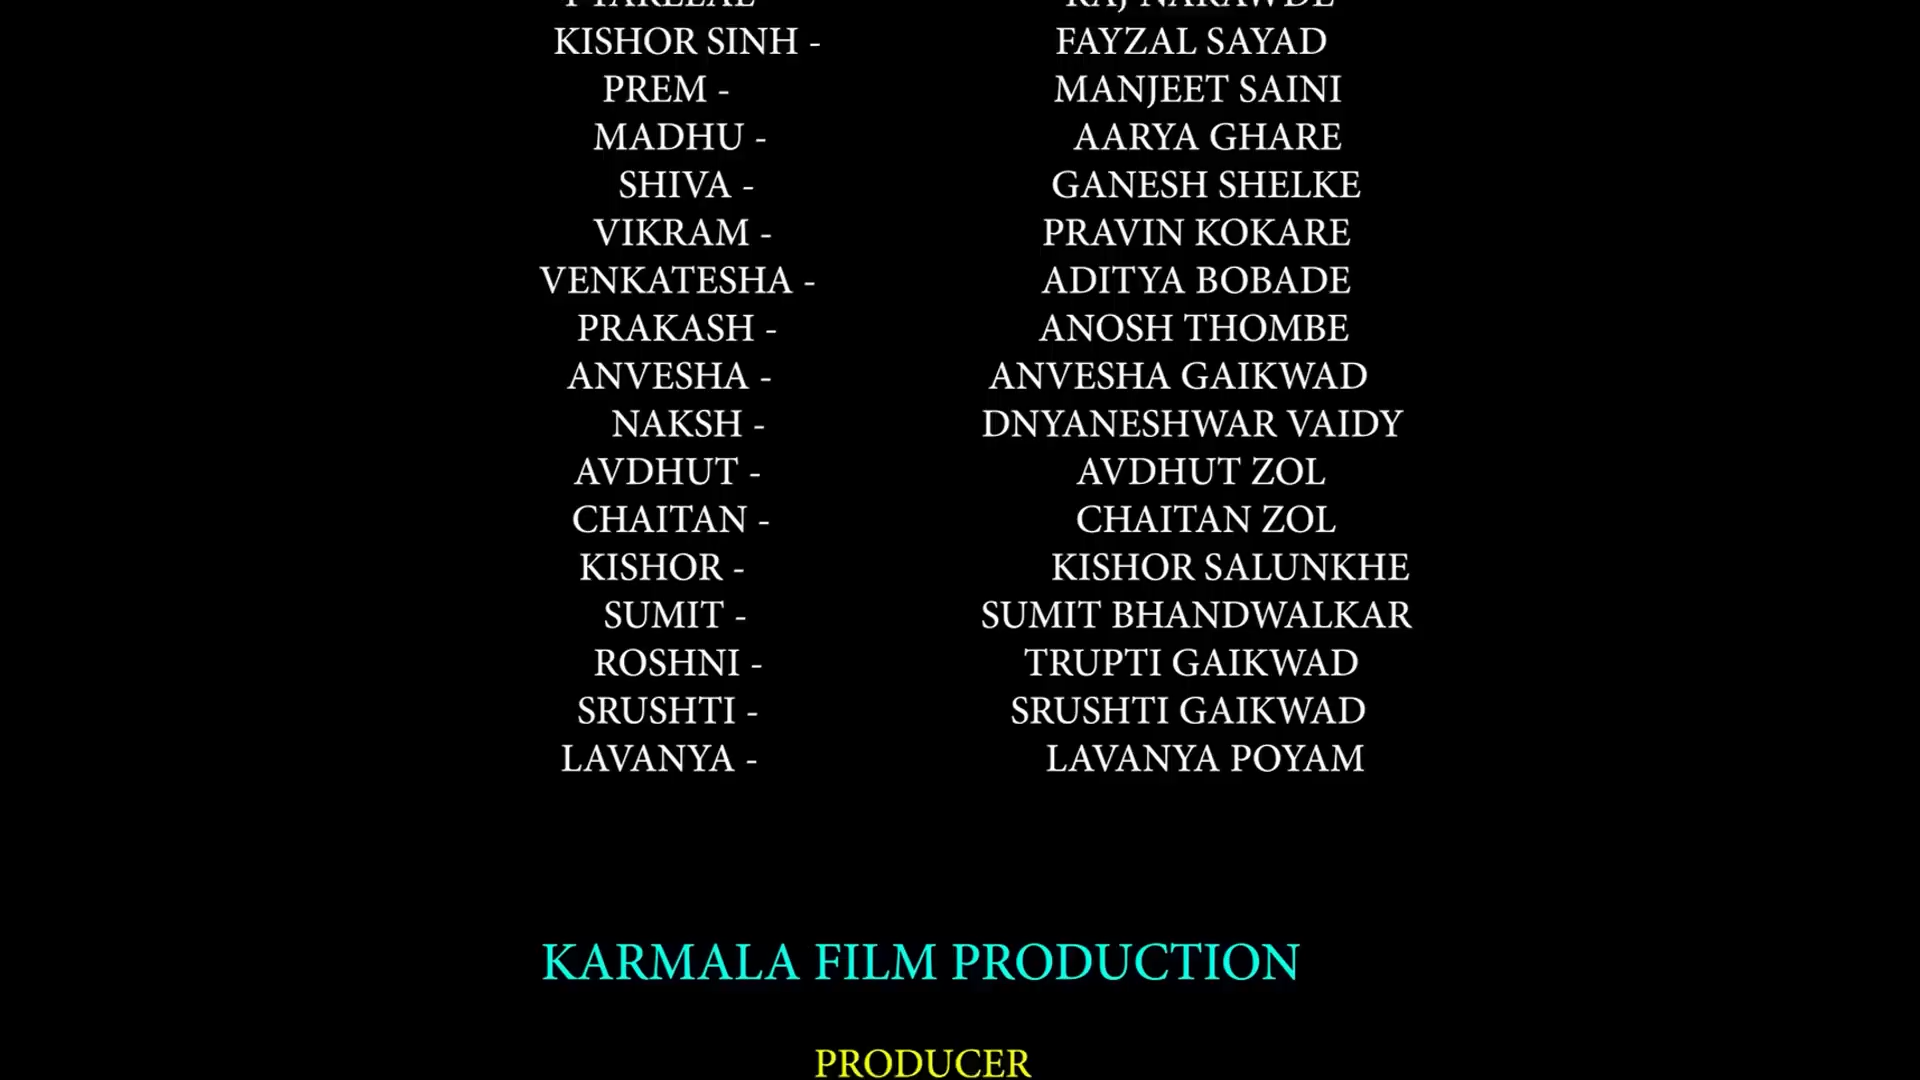 KISHOR SINH - FAYZAL SAYAD
PREM - MANJEET SAINI
MADHU - AARYA GHARE
SHIVA - GANESH SHELKE
VIKRAM - PRAVIN KOKARE
VENKATESHA - ADITYA BOBADE
PRAKASH - ANOSH THOMBE
ANVESHA - ANVESHA GAIKWAD
NAKSH - DNYANESHWAR VAIDY
AVDHUT - AVDHUT ZOL
CHAITAN - CHAITAN ZOL
KISHOR - KISHOR SALUNKHE
SUMIT - SUMIT BHANDWALKAR
ROSHNI - TRUPTI GAIKWAD
SRUSHTI - SRUSHTI GAIKWAD
LAVANYA - LAVANYA POYAM
KARMALA FILM PRODUCTION
PRODUCER